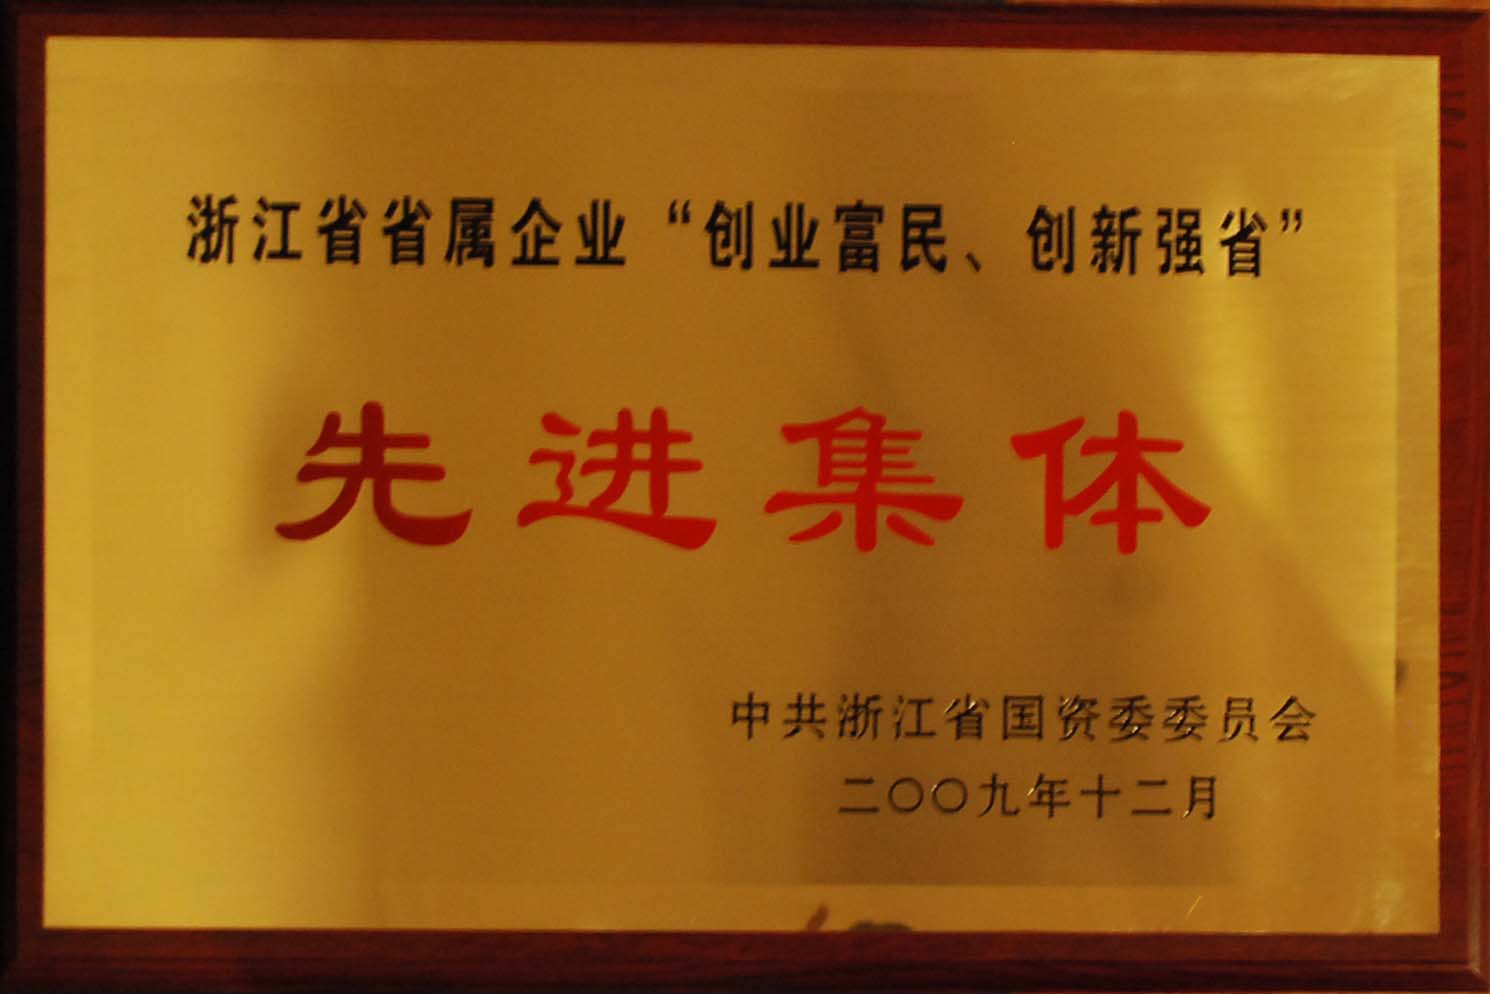 浙江省省属企业“创业富民、创新强省”
先进集体
中共浙江省国资委委员会
二〇〇九年十二月